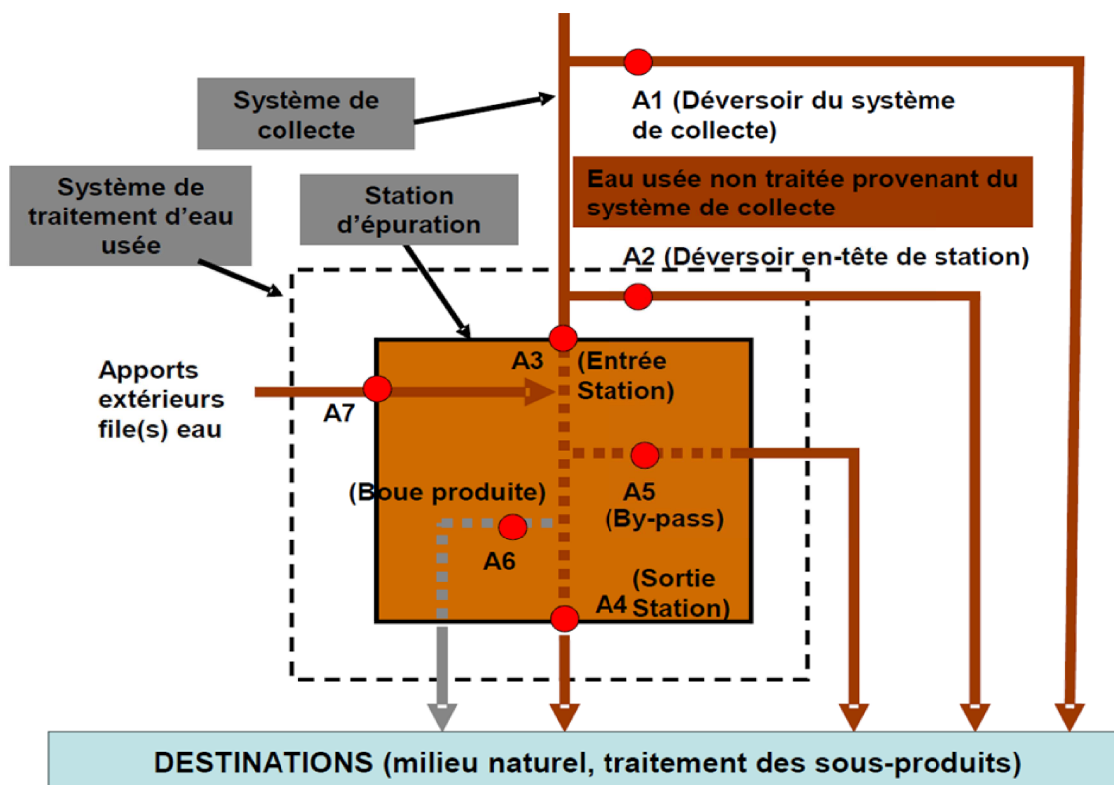 Système de
collecte
A1 (Déversoir du système
de collecte)
Système de
traitement d'eau
usée
Station
d'épuration
Eau usée non traitée provenant du
système de collecte
A2 (Déversoir en-tête de station)
Apports
extérieurs
file(s) eau
A7
A3
(Entrée
Station)
(Boue produite)
A6
A5
(By-pass)
A4
(Sortie
Station)
DESTINATIONS (milieu naturel, traitement des sous-produits)